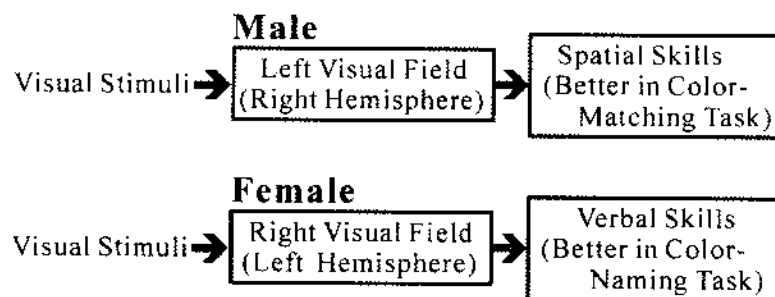 Male
Visual Stimuli
Left Visual Field
(Right Hemisphere)
Spatial Skills
(Better in Color-
Matching Task)
Female
Visual Stimuli
Right Visual Field
(Left Hemisphere)
Verbal Skills
(Better in Color-
Naming Task)